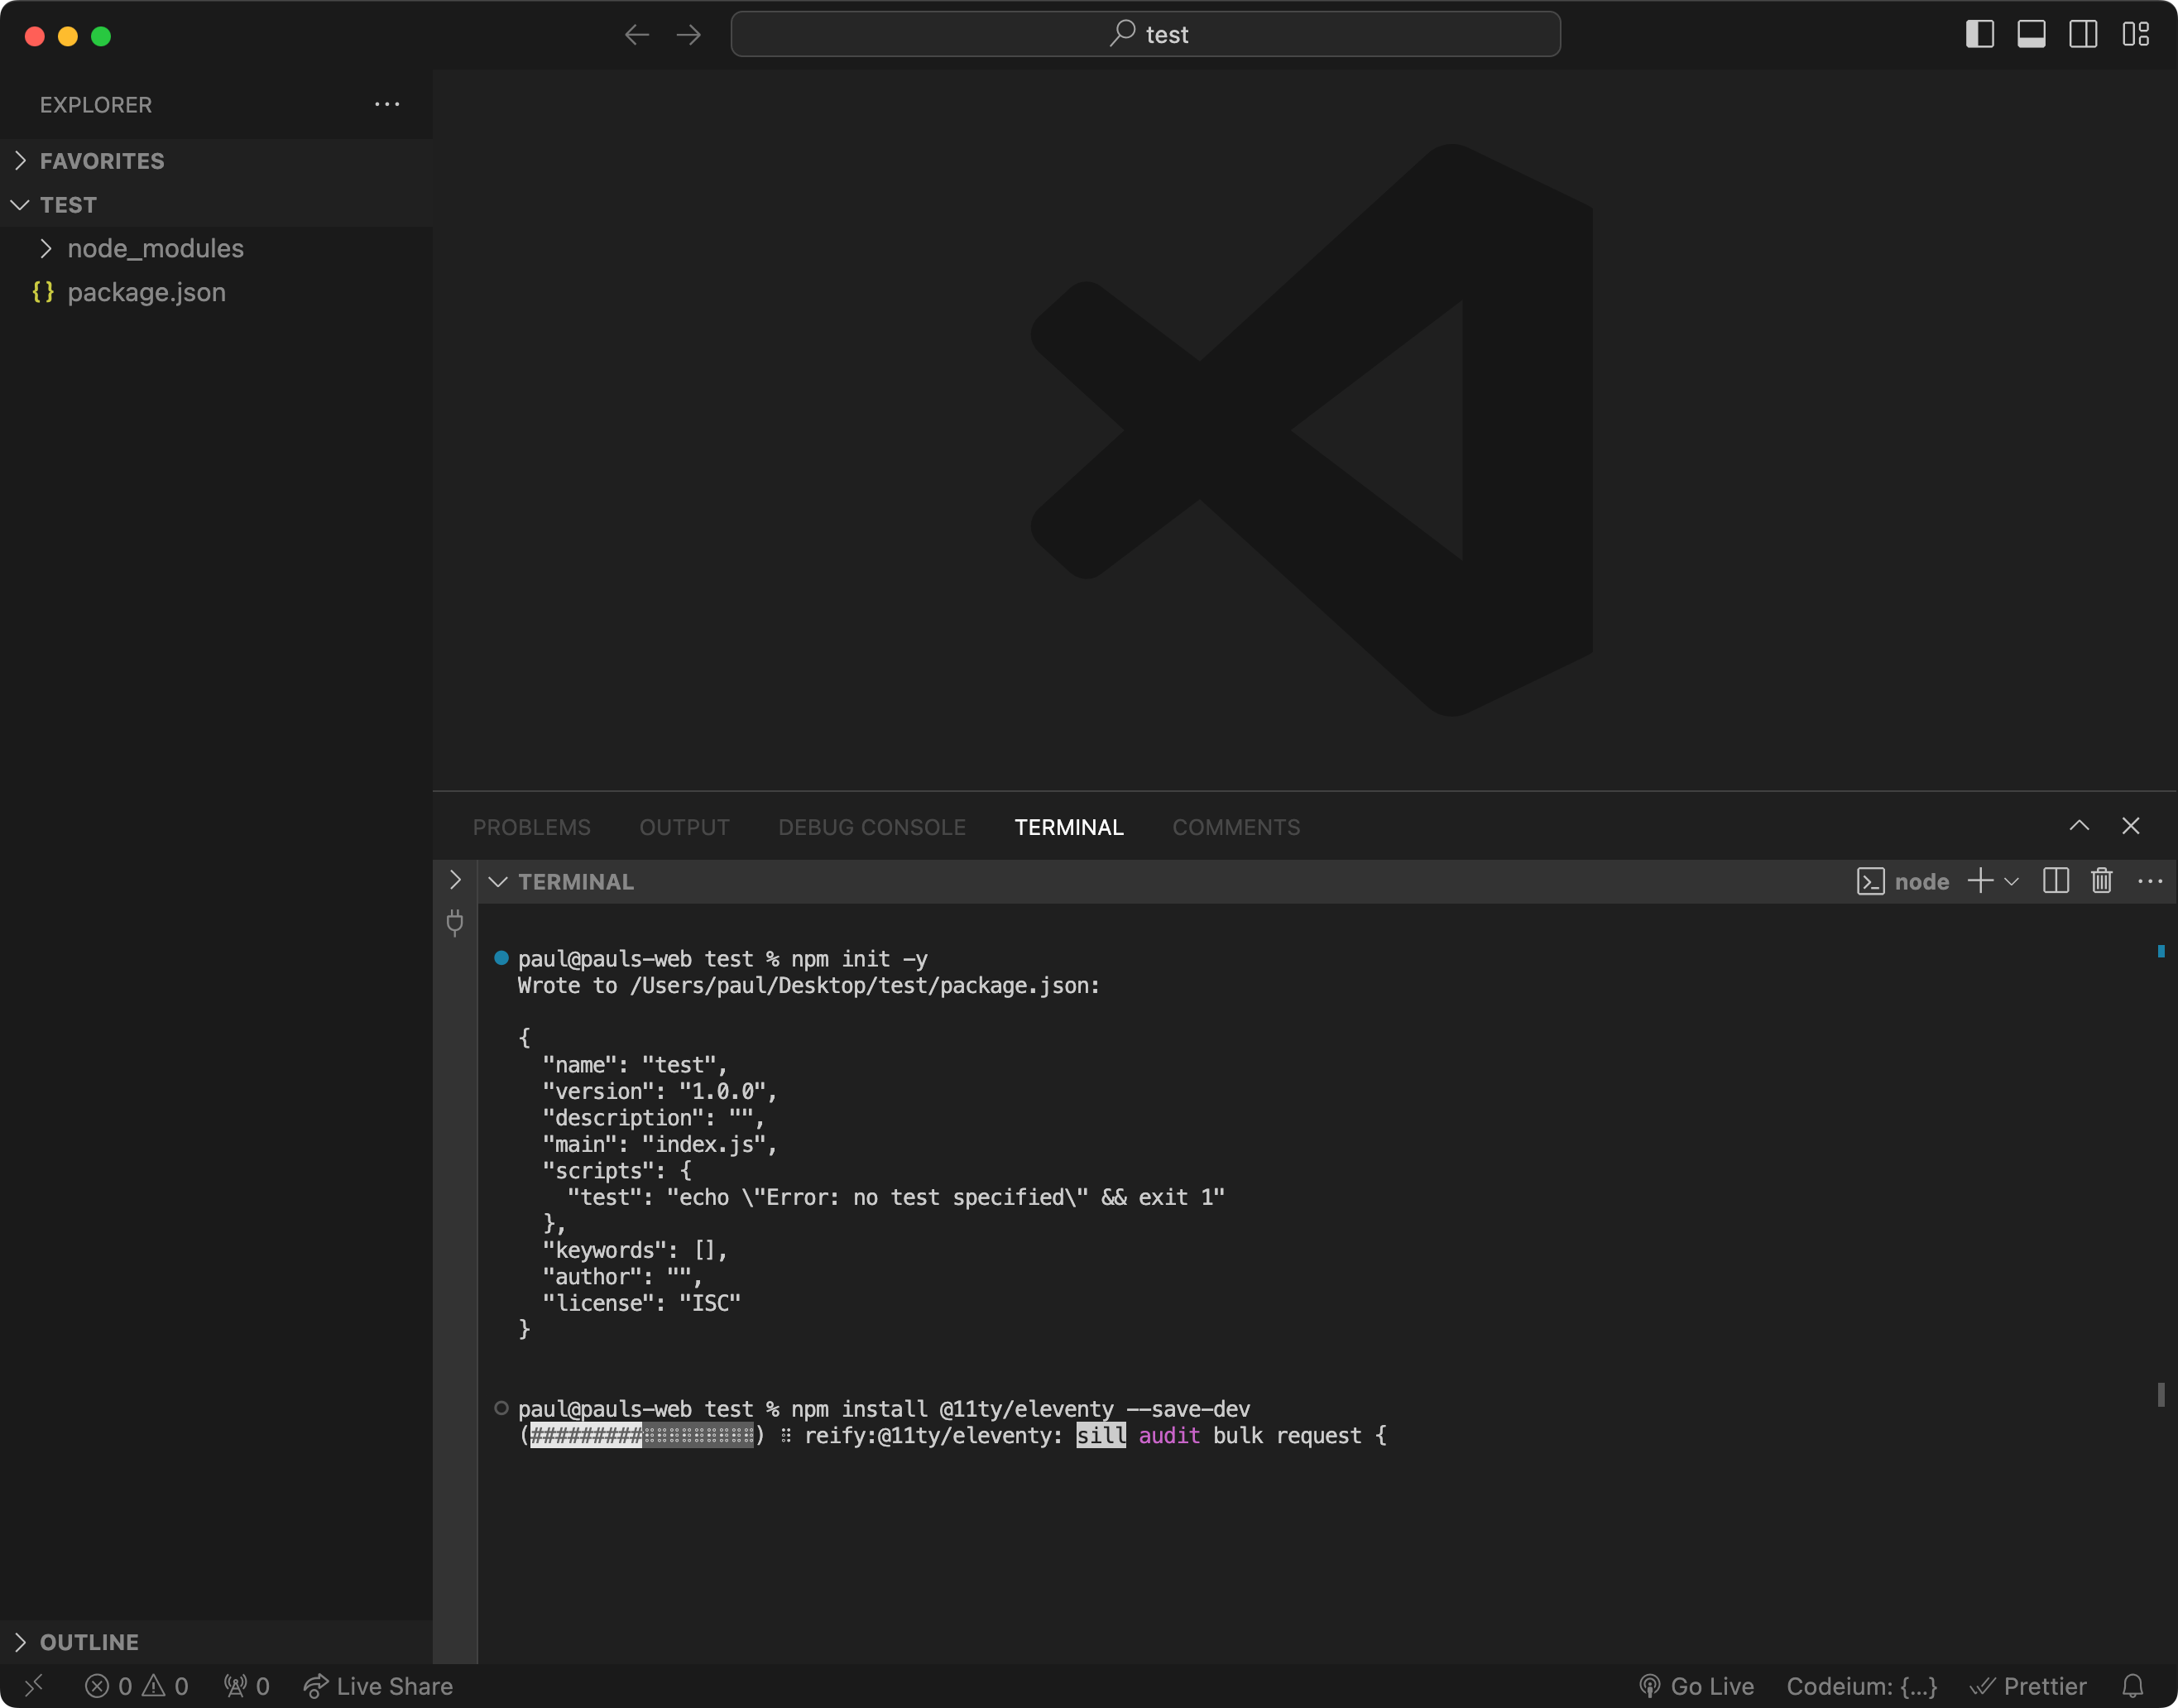 test
EXPLORER
FAVORITES
TEST
node_modules
{} package.json
PROBLEMS OUTPUT DEBUG CONSOLE TERMINAL COMMENTS
TERMINAL node
paul@pauls-web test % npm init -y
Wrote to /Users/paul/Desktop/test/package.json:
{
  "name": "test",
  "version": "1.0.0",
  "description": "",
  "main": "index.js",
  "scripts": {
    "test": "echo \"Error: no test specified\" && exit 1"
  },
  "keywords": [],
  "author": "",
  "license": "ISC"
}
paul@pauls-web test % npm install @11ty/eleventy --save-dev
(#########⠂⠂⠂⠂⠂⠂⠂⠂⠂) ⠸ reify:@11ty/eleventy: sill audit bulk request {
OUTLINE
0 0 0 Live Share Go Live Codeium: {...} Prettier